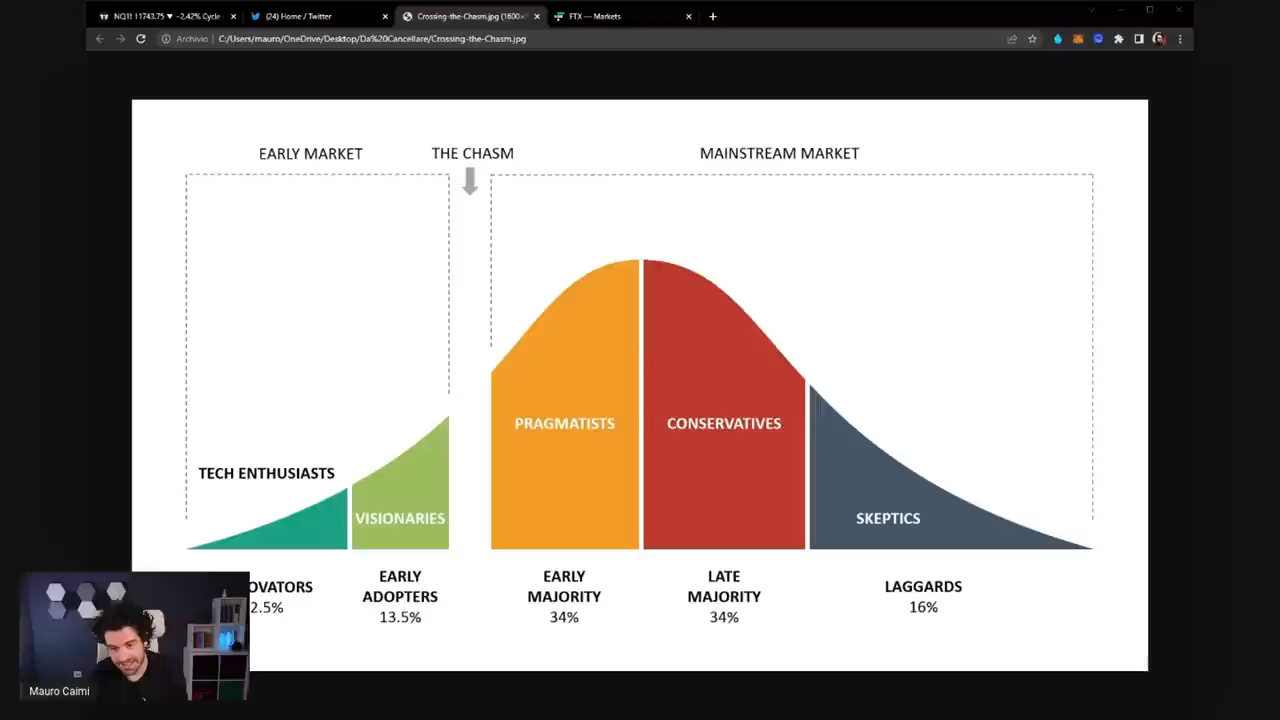 NQ1! 11743.75 ▼ −2.42% Cycle
(24) Home / Twitter
Crossing-the-Chasm.jpg (1600×
FTX — Markets
Archivio
C:/Users/mauro/OneDrive/Desktop/Da%20Cancellare/Crossing-the-Chasm.jpg
EARLY MARKET
THE CHASM
MAINSTREAM MARKET
PRAGMATISTS
CONSERVATIVES
TECH ENTHUSIASTS
VISIONARIES
SKEPTICS
OVATORS
2.5%
EARLY
ADOPTERS
13.5%
EARLY
MAJORITY
34%
LATE
MAJORITY
34%
LAGGARDS
16%
Mauro Caimi